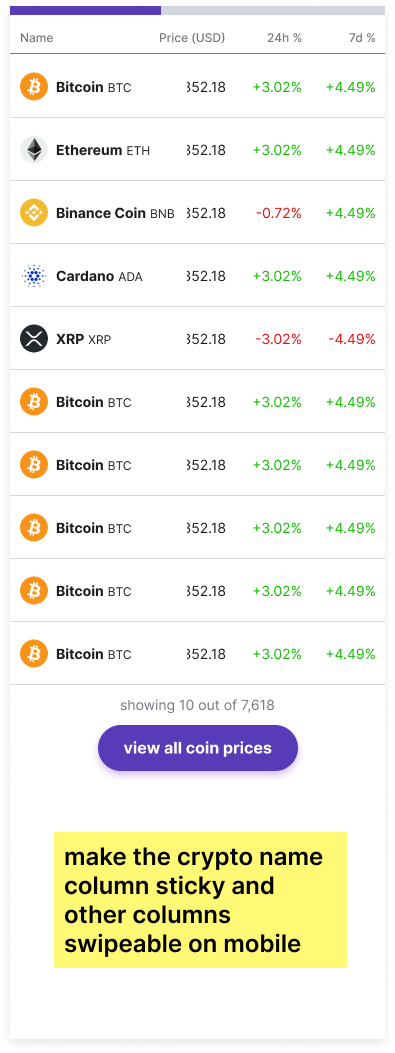 Name Price (USD) 24h % 7d %
Bitcoin BTC 352.18 +3.02% +4.49%
Ethereum ETH 352.18 +3.02% +4.49%
Binance Coin BNB 352.18 -0.72% +4.49%
Cardano ADA 352.18 +3.02% +4.49%
XRP XRP 352.18 -3.02% -4.49%
Bitcoin BTC 352.18 +3.02% +4.49%
Bitcoin BTC 352.18 +3.02% +4.49%
Bitcoin BTC 352.18 +3.02% +4.49%
Bitcoin BTC 352.18 +3.02% +4.49%
Bitcoin BTC 352.18 +3.02% +4.49%
showing 10 out of 7,618
view all coin prices
make the crypto name
column sticky and
other columns
swipeable on mobile